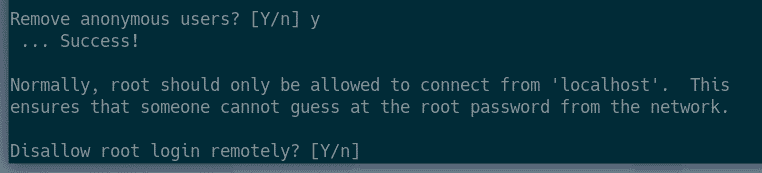 Remove anonymous users? [Y/n] y
... Success!
Normally, root should only be allowed to connect from 'localhost'.  This
ensures that someone cannot guess at the root password from the network.
Disallow root login remotely? [Y/n]